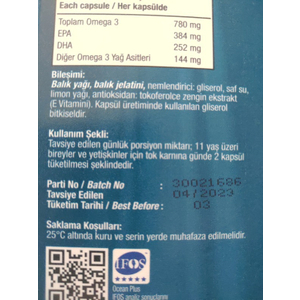 Each capsule / Her kapsülde
Toplam Omega 3 780 mg
EPA 384 mg
DHA 252 mg
Diğer Omega 3 Yağ Asitleri 144 mg
Bileşimi:
Balık yağı, balık jelatini, nemlendirici: gliserol, saf su,
limon yağı, antioksidan: tokoferolce zengin ekstrakt
(E Vitamini). Kapsül üretiminde kullanılan gliserol
bitkiseldir.
Kullanım Şekli:
Tavsiye edilen günlük porsiyon miktarı; 11 yaş üzeri
bireyler ve yetişkinler için tok karnına günde 2 kapsül
tüketilmesi şeklindedir.
Parti No / Batch No : 30021686
Tavsiye Edilen : 04/2023
Tüketim Tarihi / Best Before: 03
Saklama Koşulları:
25°C altında kuru ve serin yerde muhafaza edilmelidir.
IFOS
Ocean Plus
IFOS analiz sonuçlarını